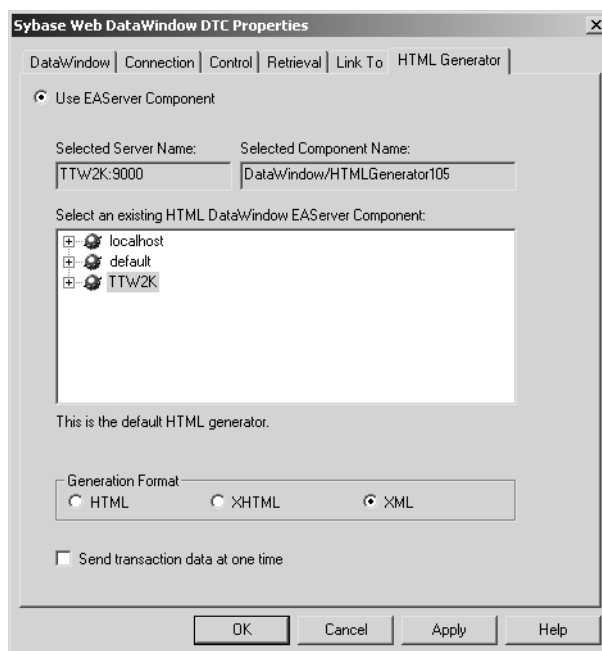 Sybase Web DataWindow DTC Properties
DataWindow Connection Control Retrieval Link To HTML Generator
Use EAServer Component
Selected Server Name: Selected Component Name:
TTW2K:9000 DataWindow/HTMLGenerator105
Select an existing HTML DataWindow EAServer Component:
localhost
default
TTW2K
This is the default HTML generator.
Generation Format
HTML XHTML XML
Send transaction data at one time
OK Cancel Apply Help